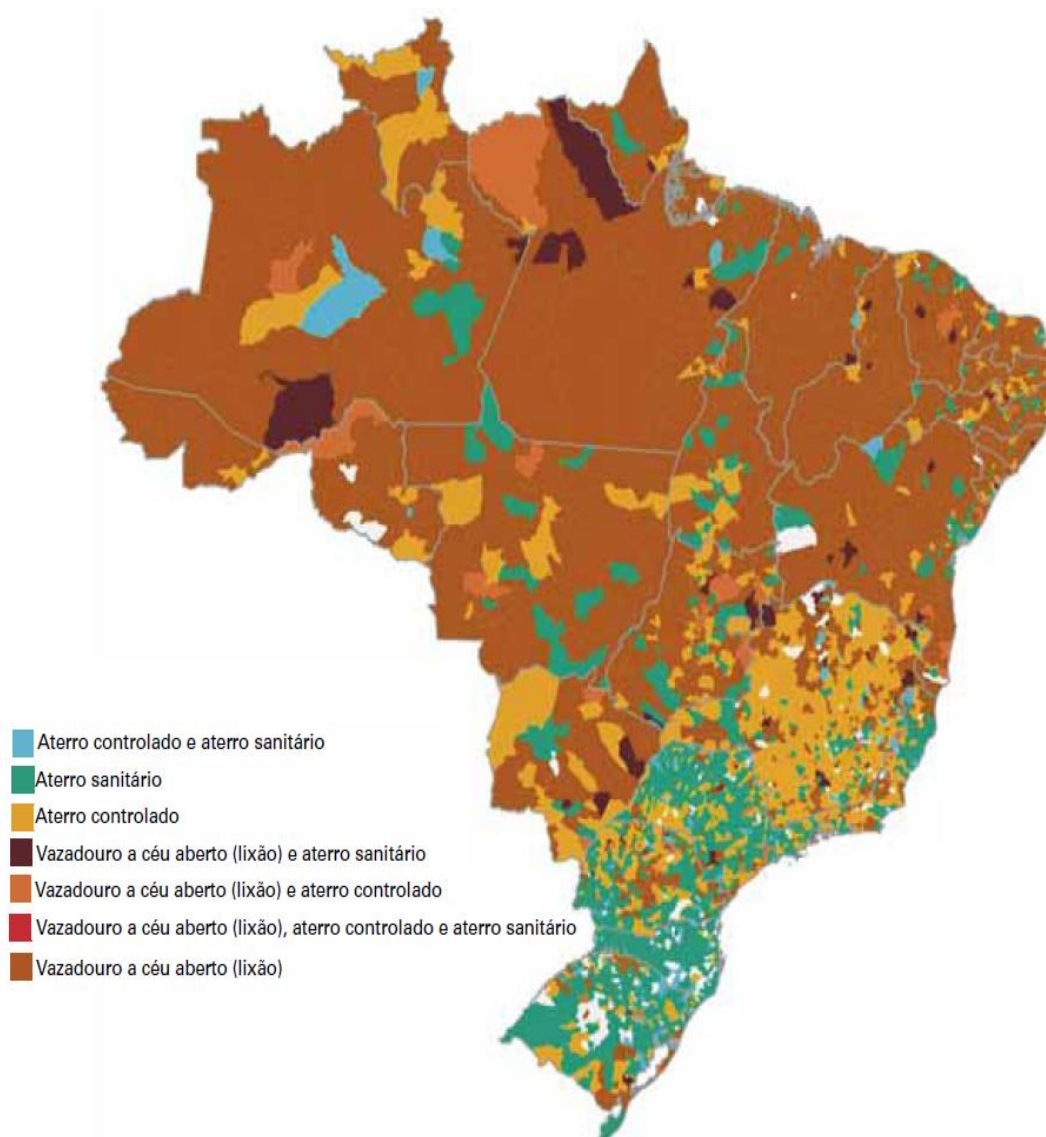 Aterro controlado e aterro sanitário
Aterro sanitário
Aterro controlado
Vazadouro a céu aberto (lixão) e aterro sanitário
Vazadouro a céu aberto (lixão) e aterro controlado
Vazadouro a céu aberto (lixão), aterro controlado e aterro sanitário
Vazadouro a céu aberto (lixão)